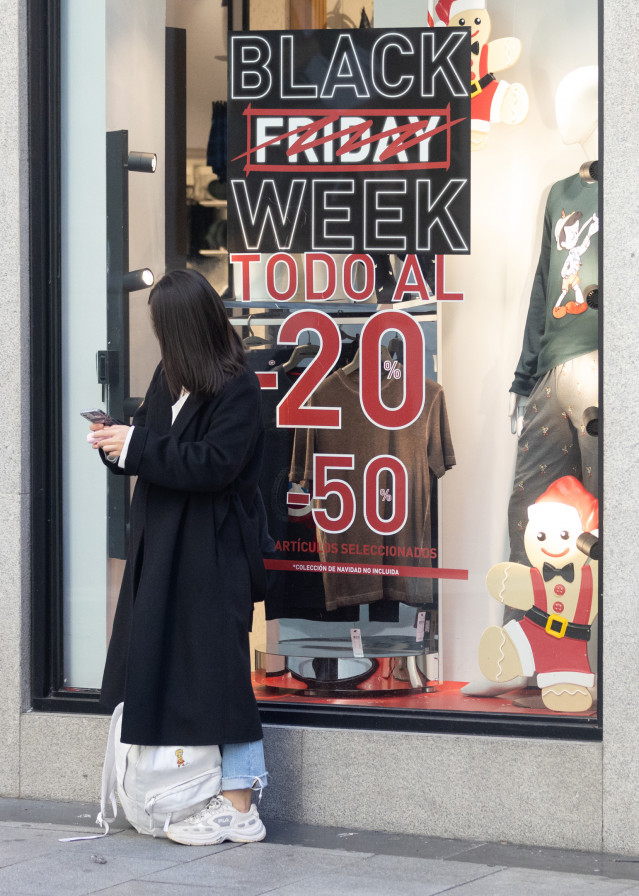 BLACK
FRIDAY
WEEK
TODO AL
-20%
-50%
ARTÍCULOS SELECCIONADOS
*COLECCIÓN DE NAVIDAD NO INCLUIDA